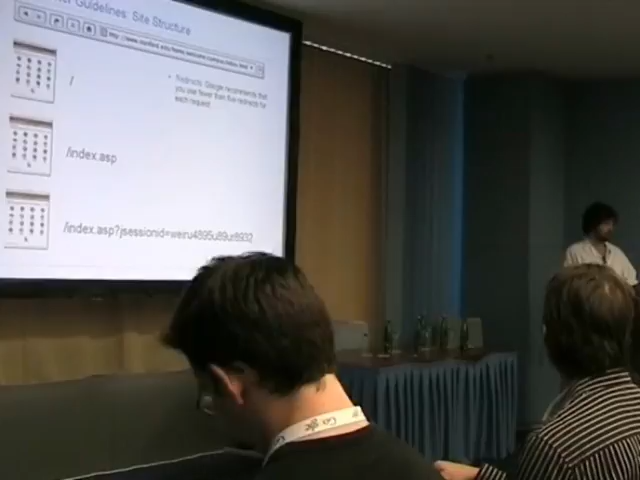 Guidelines: Site Structure
/
Redirects: Google recommends that
you use fewer than five redirects for
each request
/index.asp
/index.asp?jsessionid=weiru4895u89ur8932